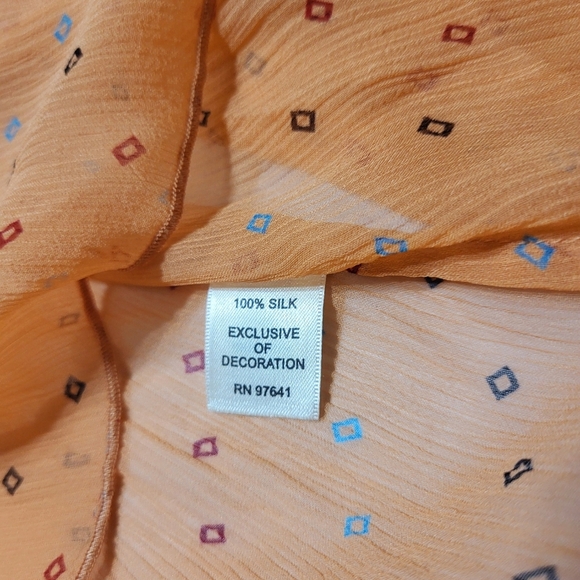 100% SILK
EXCLUSIVE
OF
DECORATION
RN 97641